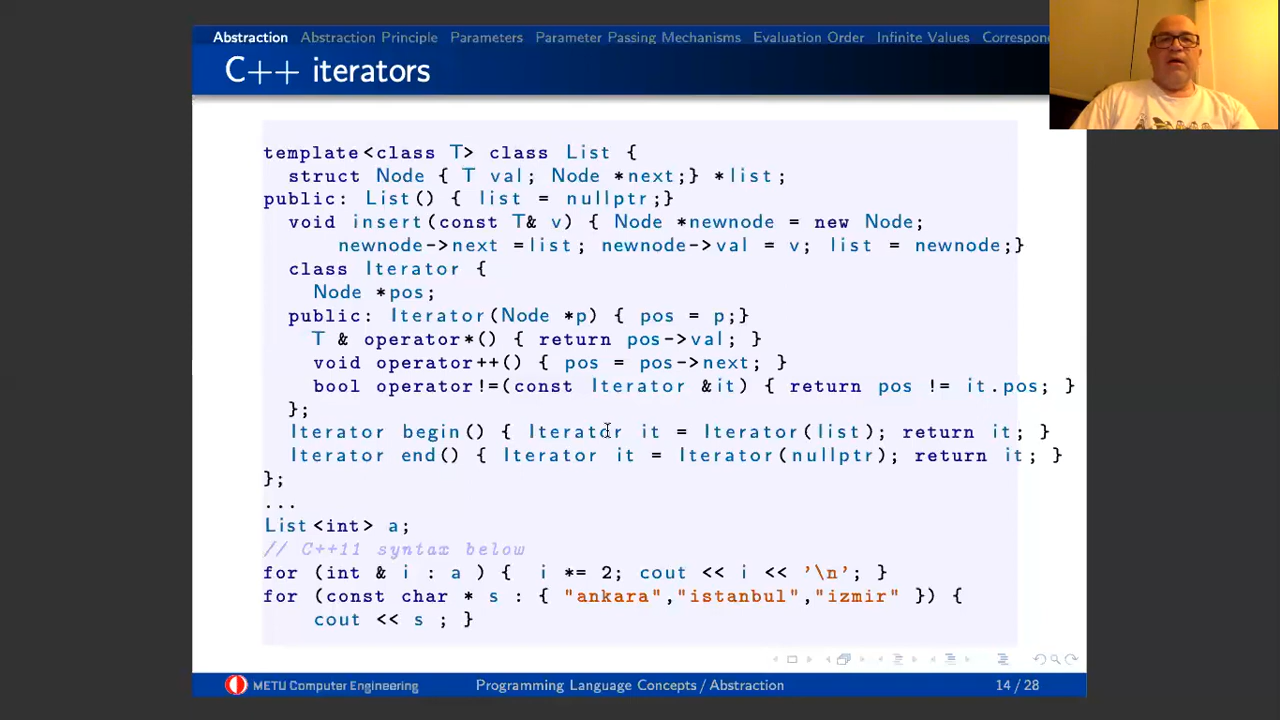 Abstraction Abstraction Principle Parameters Parameter Passing Mechanisms Evaluation Order Infinite Values Correspon
C++ iterators
template<class T> class List {
struct Node { T val; Node *next;} *list;
public: List() { list = nullptr;}
void insert(const T& v) { Node *newnode = new Node;
newnode->next =list; newnode->val = v; list = newnode;}
class Iterator {
Node *pos;
public: Iterator(Node *p) { pos = p;}
T & operator*() { return pos->val; }
void operator++() { pos = pos->next; }
bool operator!=(const Iterator &it) { return pos != it.pos; }
};
Iterator begin() { Iterator it = Iterator(list); return it; }
Iterator end() { Iterator it = Iterator(nullptr); return it; }
};
...
List<int> a;
// C++11 syntax below
for (int & i : a ) { i *= 2; cout << i << '\n'; }
for (const char * s : { "ankara","istanbul","izmir" }) {
cout << s ; }
METU Computer Engineering Programming Language Concepts/Abstraction 14/28